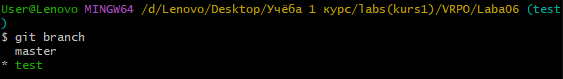 User@Lenovo MINGW64 /d/Lenovo/Desktop/Учёба 1 курс/labs(kurs1)/VRPO/Laba06 (test
)
$ git branch
  master
* test